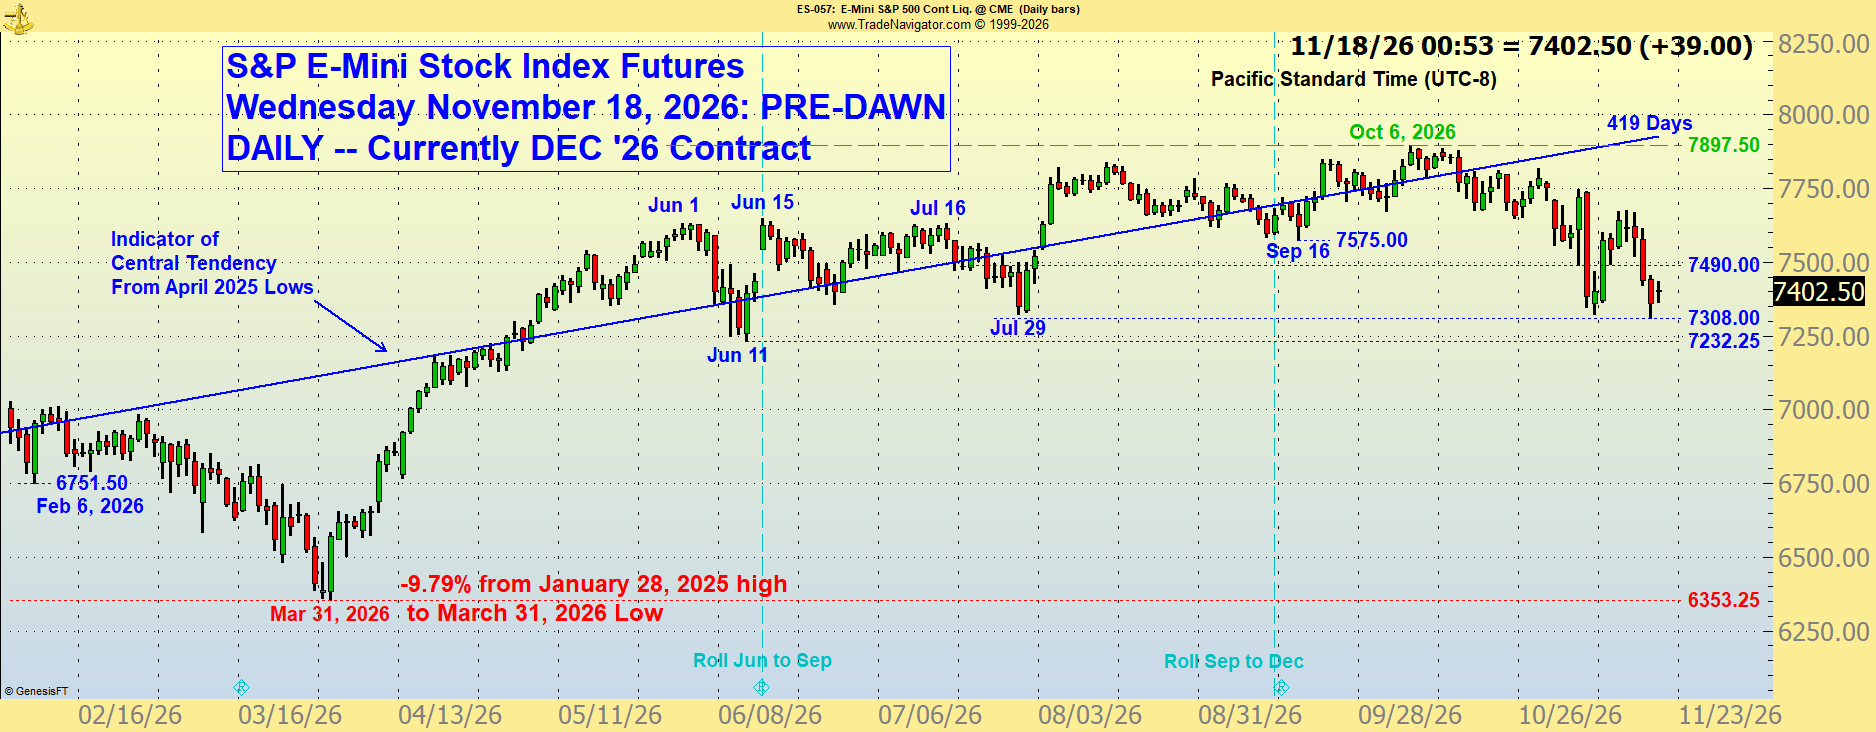 ES-057: E-Mini S&P 500 Cont Liq. @ CME (Daily bars)
www.TradeNavigator.com © 1999-2026
S&P E-Mini Stock Index Futures
Wednesday November 18, 2026: PRE-DAWN
DAILY -- Currently DEC '26 Contract
11/18/26 00:53 = 7402.50 (+39.00)
Pacific Standard Time (UTC-8)
8250.00
8000.00
7750.00
7500.00
7402.50
7250.00
7000.00
6750.00
6500.00
6250.00
419 Days
Oct 6, 2026
7897.50
Jun 1
Jun 15
Jul 16
Indicator of
Central Tendency
From April 2025 Lows
Sep 16
7575.00
7490.00
7308.00
7232.25
Jul 29
Jun 11
6751.50
Feb 6, 2026
-9.79% from January 28, 2025 high
to March 31, 2026 Low
Mar 31, 2026
6353.25
Roll Jun to Sep
Roll Sep to Dec
R
R
R
© GenesisFT
02/16/26
03/16/26
04/13/26
05/11/26
06/08/26
07/06/26
08/03/26
08/31/26
09/28/26
10/26/26
11/23/26